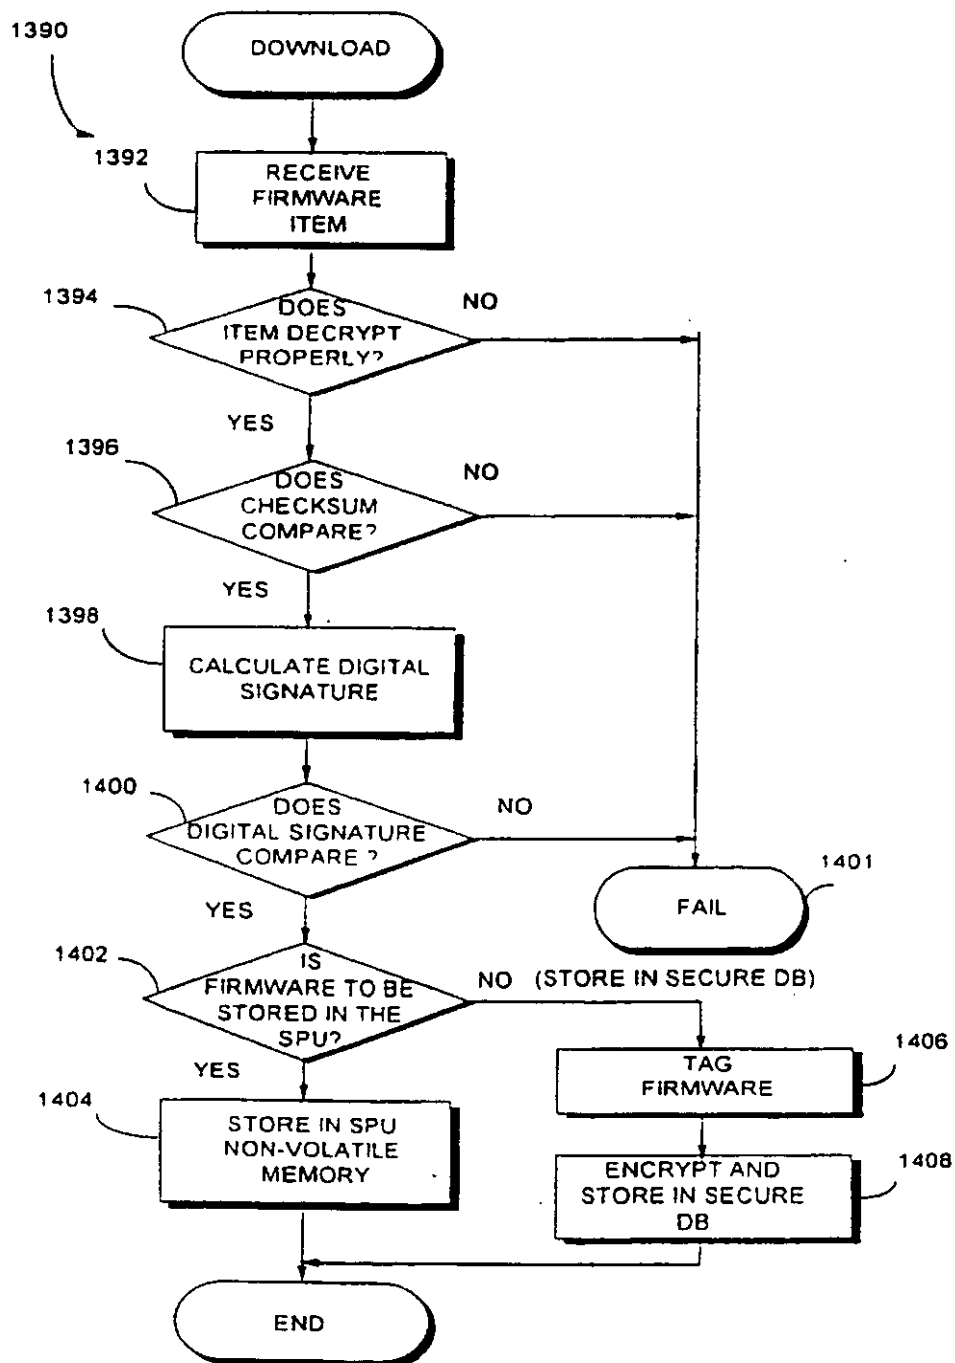 1390
DOWNLOAD
1392
RECEIVE
FIRMWARE
ITEM
1394
DOES
ITEM DECRYPT
PROPERLY?
NO
YES
1396
DOES
CHECKSUM
COMPARE?
NO
YES
1398
CALCULATE DIGITAL
SIGNATURE
1400
DOES
DIGITAL SIGNATURE
COMPARE ?
NO
YES
FAIL
1401
1402
IS
FIRMWARE TO BE
STORED IN THE
SPU?
NO (STORE IN SECURE DB)
YES
TAG
FIRMWARE
1406
1404
STORE IN SPU
NON-VOLATILE
MEMORY
ENCRYPT AND
STORE IN SECURE
DB
1408
END